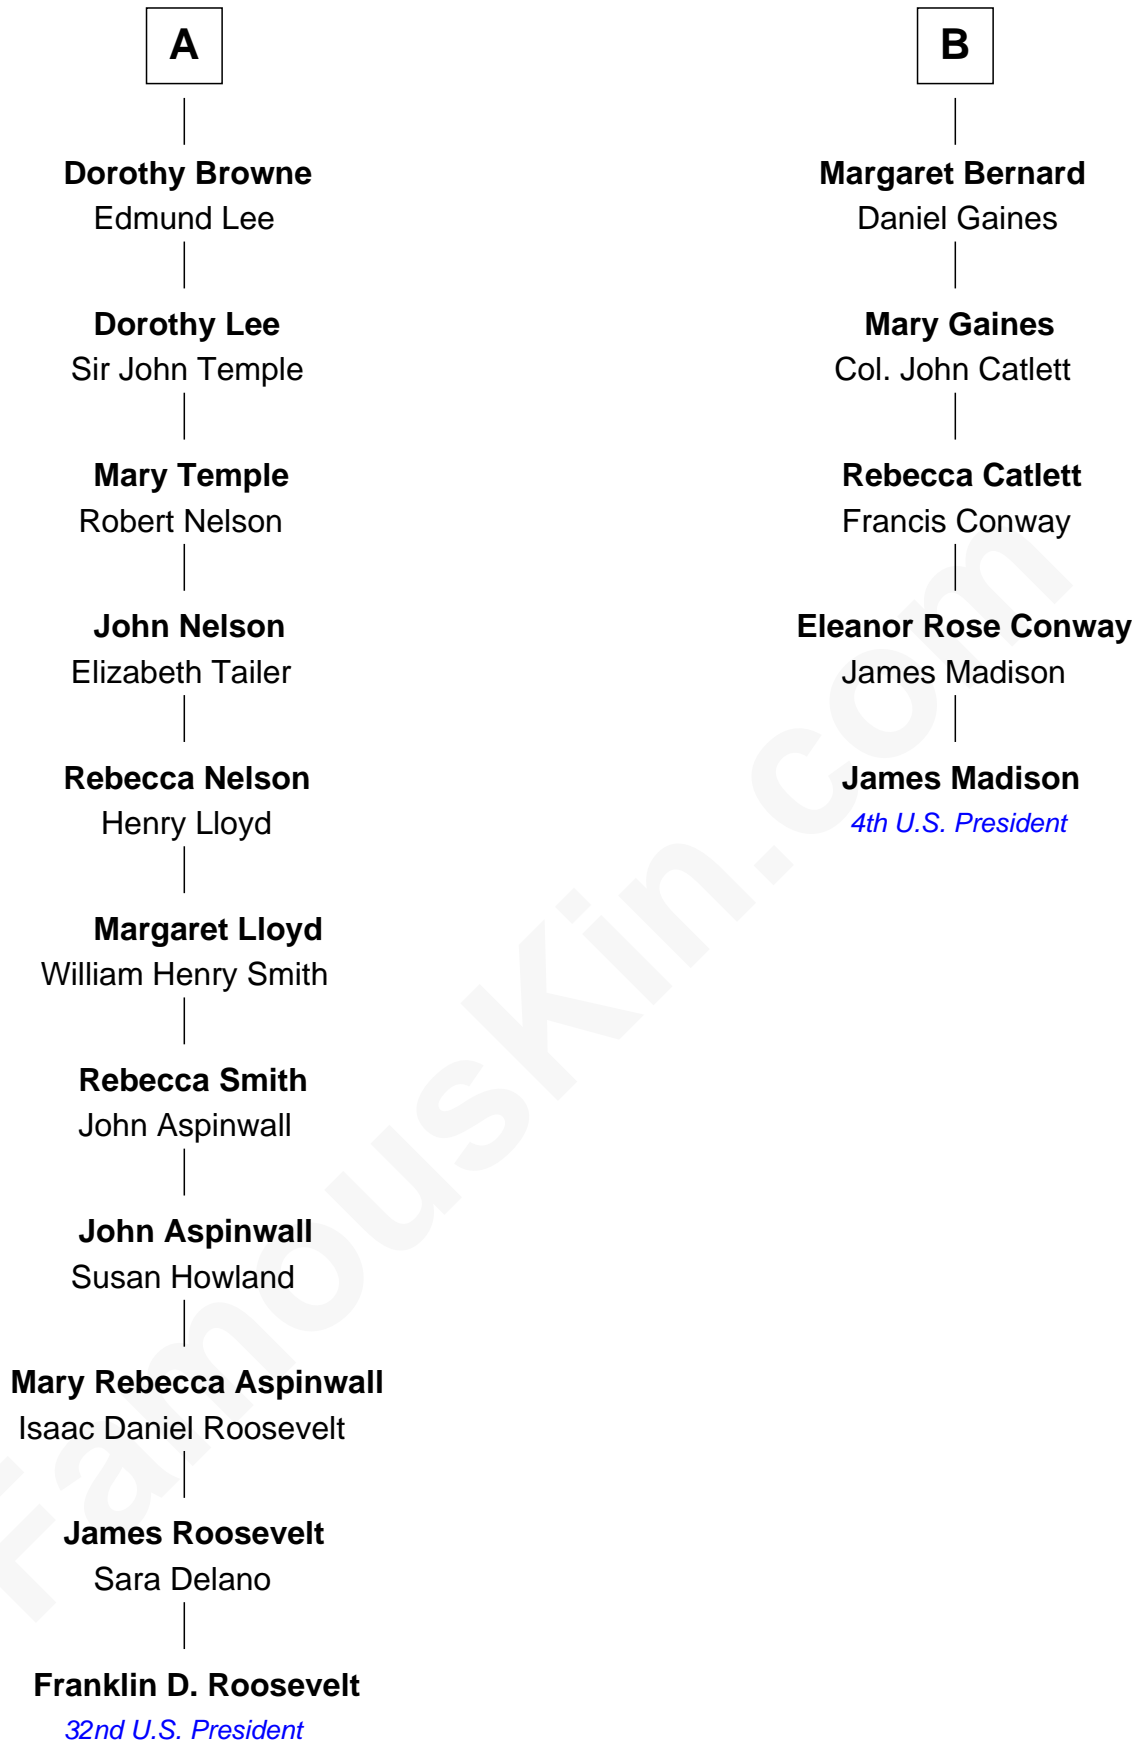 A
Dorothy Browne
Edmund Lee
Dorothy Lee
Sir John Temple
Mary Temple
Robert Nelson
John Nelson
Elizabeth Tailer
Rebecca Nelson
Henry Lloyd
Margaret Lloyd
William Henry Smith
Rebecca Smith
John Aspinwall
John Aspinwall
Susan Howland
Mary Rebecca Aspinwall
Isaac Daniel Roosevelt
James Roosevelt
Sara Delano
Franklin D. Roosevelt
32nd U.S. President
B
Margaret Bernard
Daniel Gaines
Mary Gaines
Col. John Catlett
Rebecca Catlett
Francis Conway
Eleanor Rose Conway
James Madison
James Madison
4th U.S. President
FamousKin.com